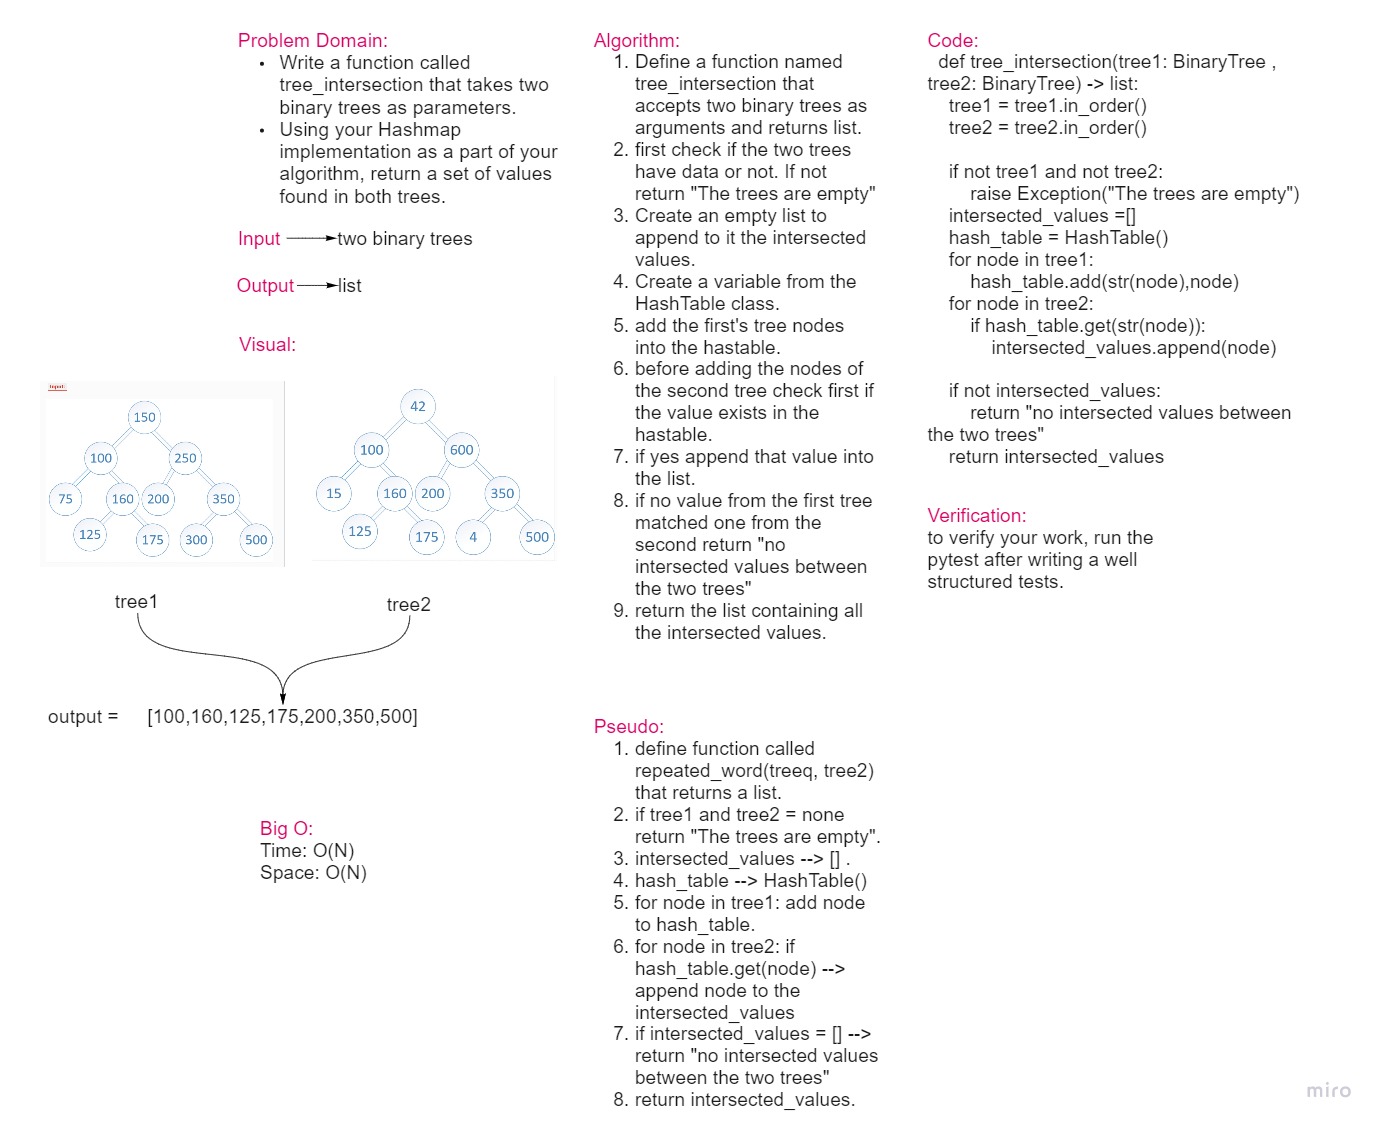 Problem Domain:
• Write a function called
tree_intersection that takes two
binary trees as parameters.
• Using your Hashmap
implementation as a part of your
algorithm, return a set of values
found in both trees.
Input
two binary trees
Output
list
Visual:
Input:
150
100
250
75
160
200
350
125
175
300
500
42
100
600
15
160
200
350
125
175
4
500
tree1
tree2
output = [100,160,125,175,200,350,500]
Big O:
Time: O(N)
Space: O(N)
Algorithm:
1. Define a function named
tree_intersection that
accepts two binary trees as
arguments and returns list.
2. first check if the two trees
have data or not. If not
return "The trees are empty"
3. Create an empty list to
append to it the intersected
values.
4. Create a variable from the
HashTable class.
5. add the first's tree nodes
into the hastable.
6. before adding the nodes of
the second tree check first if
the value exists in the
hastable.
7. if yes append that value into
the list.
8. if no value from the first tree
matched one from the
second return "no
intersected values between
the two trees"
9. return the list containing all
the intersected values.
Pseudo:
1. define function called
repeated_word(treeq, tree2)
that returns a list.
2. if tree1 and tree2 = none
return "The trees are empty".
3. intersected_values --> [] .
4. hash_table --> HashTable()
5. for node in tree1: add node
to hash_table.
6. for node in tree2: if
hash_table.get(node) -->
append node to the
intersected_values
7. if intersected_values = [] -->
return "no intersected values
between the two trees"
8. return intersected_values.
Code:
def tree_intersection(tree1: BinaryTree ,
tree2: BinaryTree) -> list:
tree1 = tree1.in_order()
tree2 = tree2.in_order()
if not tree1 and not tree2:
raise Exception("The trees are empty")
intersected_values =[]
hash_table = HashTable()
for node in tree1:
hash_table.add(str(node),node)
for node in tree2:
if hash_table.get(str(node)):
intersected_values.append(node)
if not intersected_values:
return "no intersected values between
the two trees"
return intersected_values
Verification:
to verify your work, run the
pytest after writing a well
structured tests.
miro